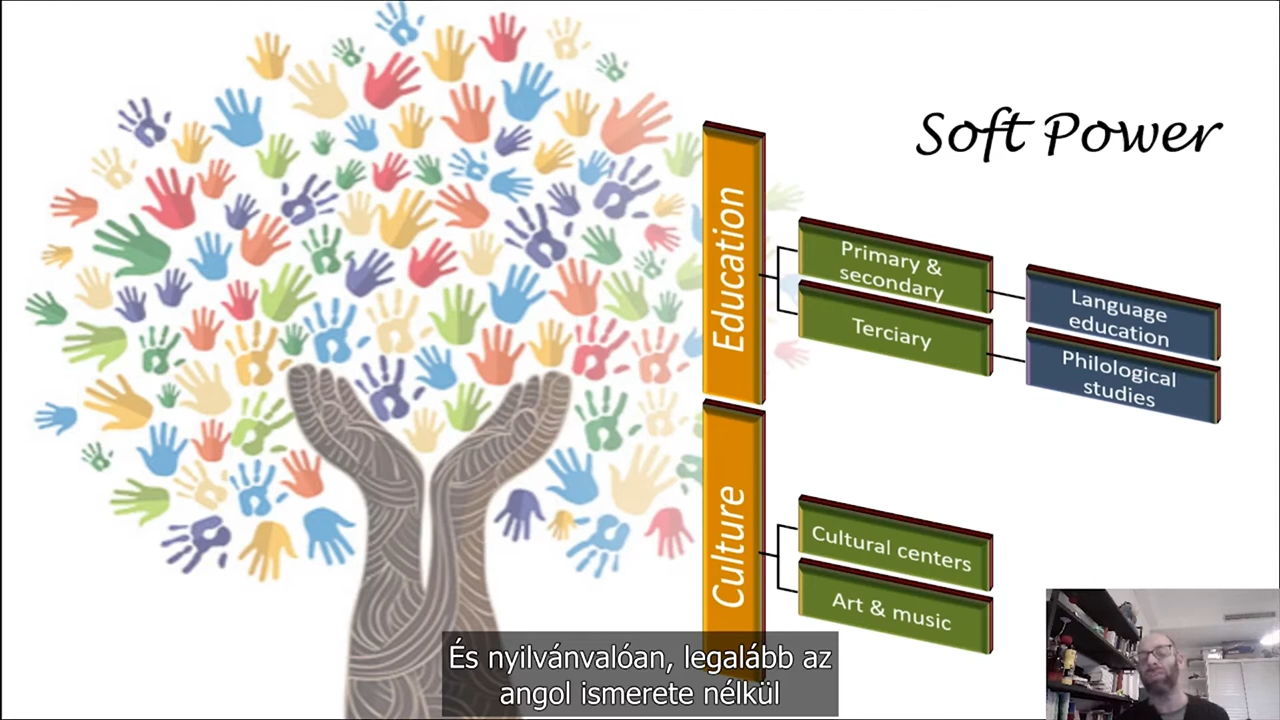 Soft Power
Education
Primary &
secondary
Terciary
Language
education
Philological
studies
Culture
Cultural centers
Art & music
És nyilvánvalóan, legalább az
angol ismerete nélkül